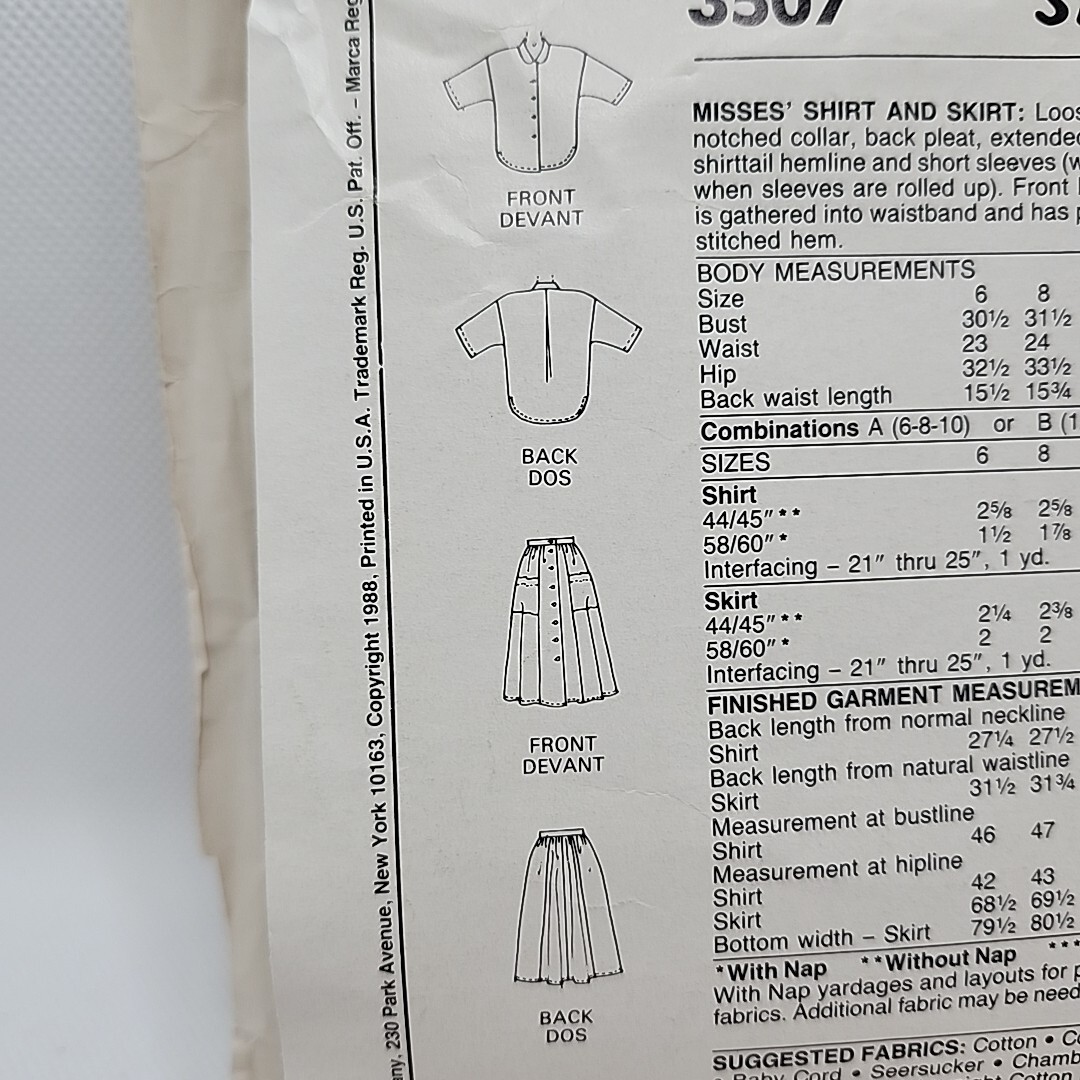 3507
MISSES' SHIRT AND SKIRT: Loos
notched collar, back pleat, extended
shirttail hemline and short sleeves (w
when sleeves are rolled up). Front
is gathered into waistband and has
stitched hem.
BODY MEASUREMENTS
Size 6 8
Bust 30½ 31½
Waist 23 24
Hip 32½ 33½
Back waist length 15½ 15¾
Combinations A (6-8-10) or B (1
SIZES 6 8
Shirt
44/45"** 2⅝ 2⅝
58/60"* 1½ 1⅞
Interfacing – 21" thru 25", 1 yd.
Skirt
44/45"** 2¼ 2⅜
58/60"* 2 2
Interfacing – 21" thru 25", 1 yd.
FINISHED GARMENT MEASUREM
Back length from normal neckline
Shirt 27¼ 27½
Back length from natural waistline
Skirt 31½ 31¾
Measurement at bustline
Shirt 46 47
Measurement at hipline
Shirt 42 43
Skirt 68½ 69½
Bottom width – Skirt 79½ 80½
*With Nap **Without Nap ***
With Nap yardages and layouts for
fabrics. Additional fabric may be need
SUGGESTED FABRICS: Cotton •
• Baby Cord • Seersucker • Chamb
Cotton
FRONT
DEVANT
BACK
DOS
FRONT
DEVANT
BACK
DOS
any, 230 Park Avenue, New York 10163, Copyright 1988, Printed in U.S.A. Trademark Reg. U.S. Pat. Off. – Marca Reg